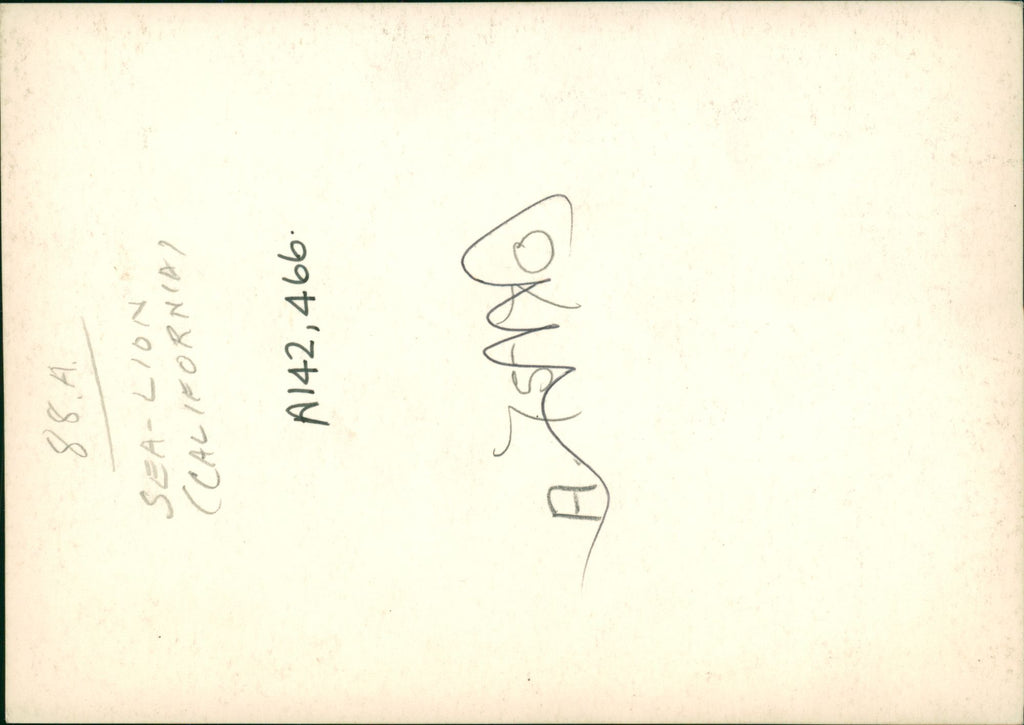 88.A.
SEA-LION
(CALIFORNIA)
A142,466.